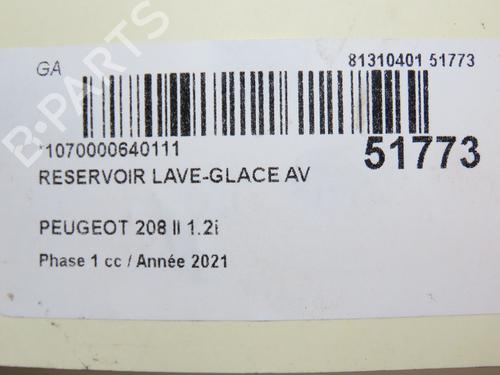 GA
81310401 51773
*1070000640111
51773
RESERVOIR LAVE-GLACE AV
PEUGEOT 208 II 1.2i
Phase 1 cc / Année 2021
B-PARTS